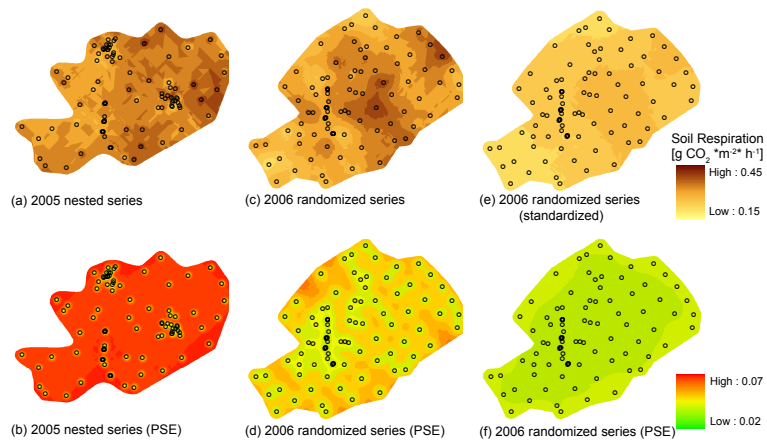 Soil Respiration
[g CO₂ *m⁻²* h⁻¹]
High : 0.45
Low : 0.15
(a) 2005 nested series
(c) 2006 randomized series
(e) 2006 randomized series
(standardized)
High : 0.07
Low : 0.02
(b) 2005 nested series (PSE)
(d) 2006 randomized series (PSE)
(f) 2006 randomized series (PSE)